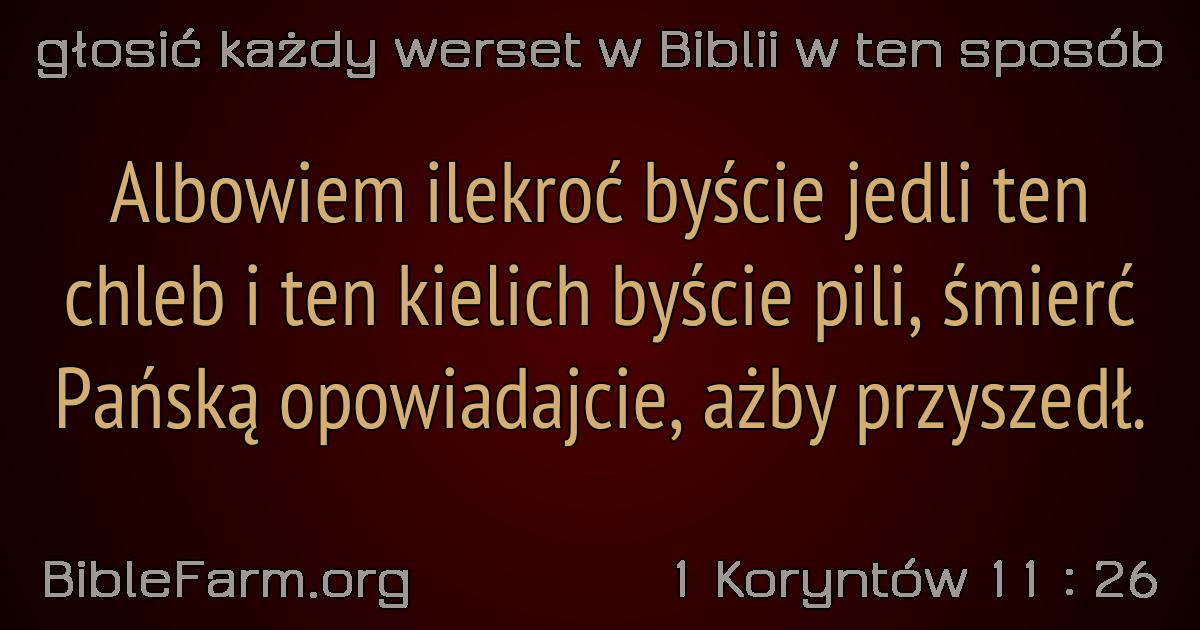 głosić każdy werset w Biblii w ten sposób
Albowiem ilekroć byście jedli ten
chleb i ten kielich byście pili, śmierć
Pańską opowiadajcie, ażby przyszedł.
BibleFarm.org
1 Koryntów 11 : 26